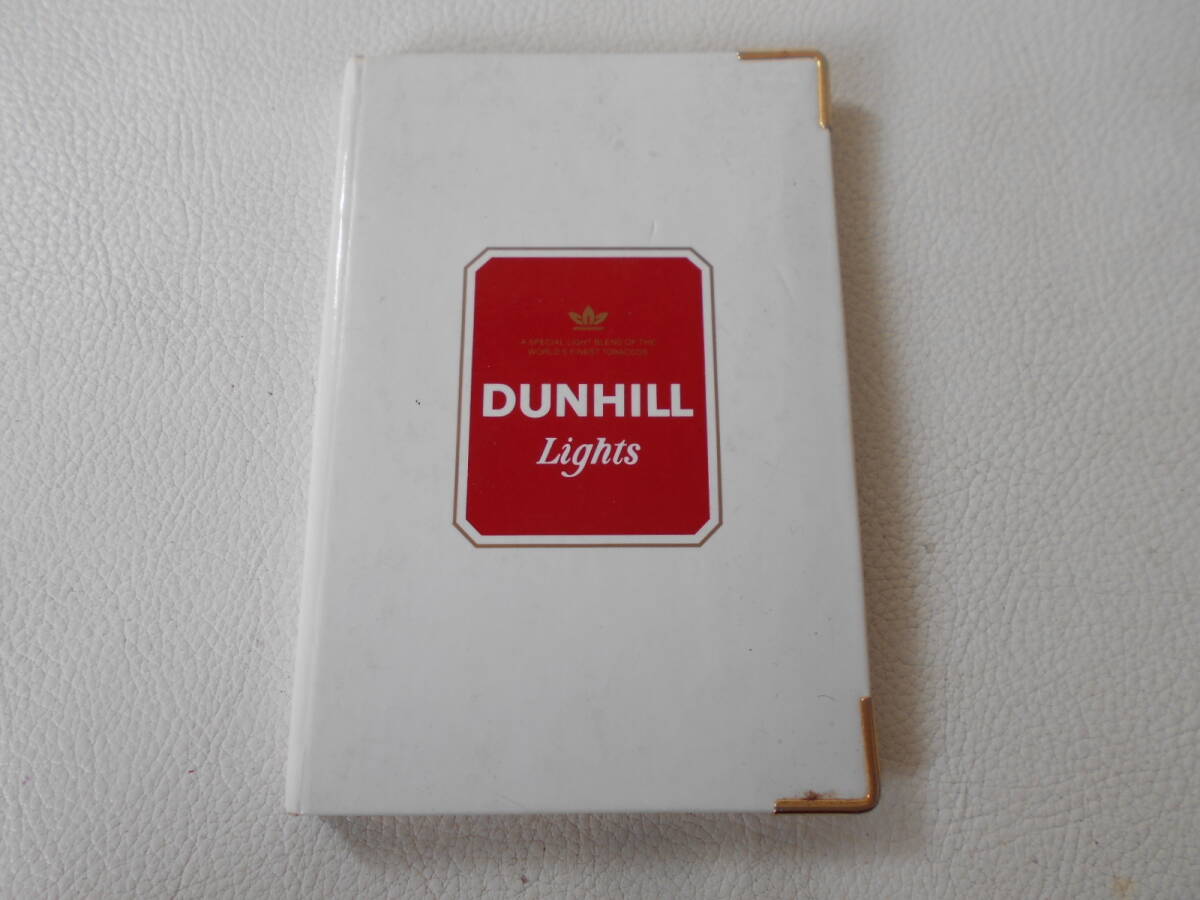 A SPECIAL LIGHT BLEND OF THE
WORLD'S FINEST TOBACCOS
DUNHILL
Lights